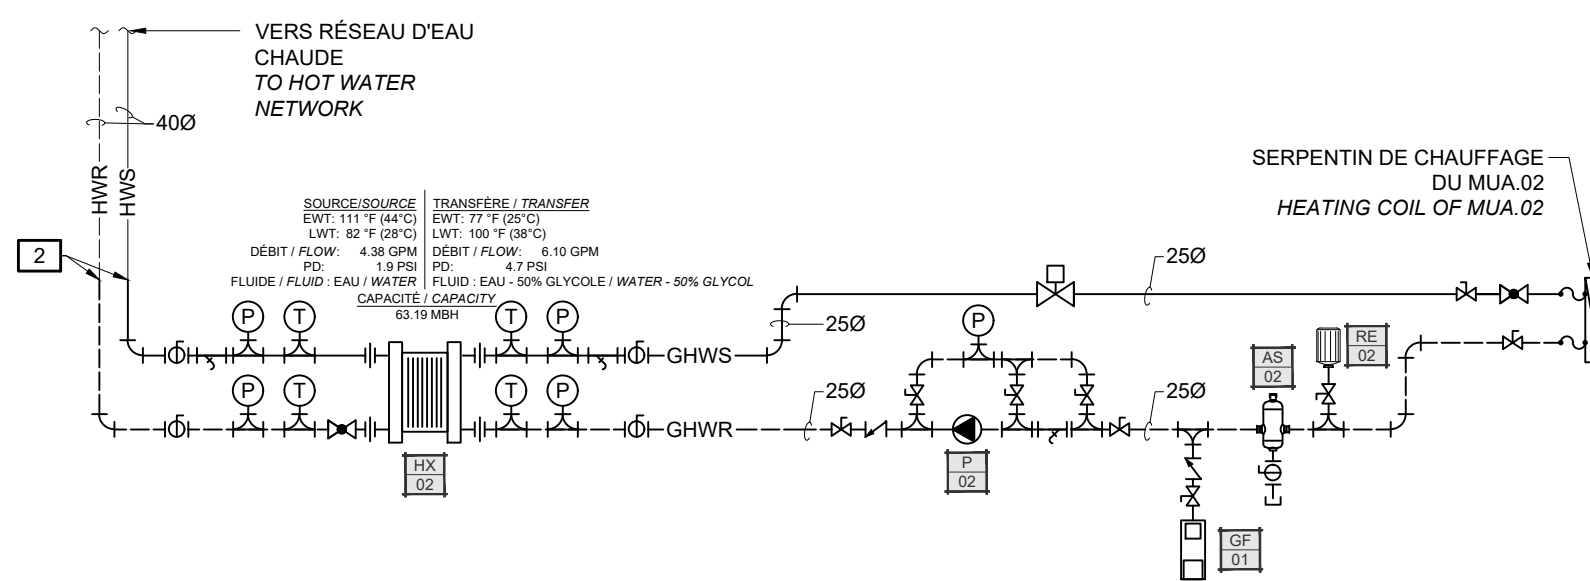 VERS RÉSEAU D'EAU
CHAUDE
TO HOT WATER
NETWORK
40Ø
HWR
HWS
2
SOURCE/SOURCE
EWT: 111 °F (44°C)
LWT: 82 °F (28°C)
DÉBIT / FLOW: 4.38 GPM
PD: 1.9 PSI
FLUIDE / FLUID : EAU / WATER
TRANSFÈRE / TRANSFER
EWT: 77 °F (25°C)
LWT: 100 °F (38°C)
DÉBIT / FLOW: 6.10 GPM
PD: 4.7 PSI
FLUID : EAU - 50% GLYCOLE / WATER - 50% GLYCOL
CAPACITÉ / CAPACITY
63.19 MBH
SERPENTIN DE CHAUFFAGE
DU MUA.02
HEATING COIL OF MUA.02
25Ø
P
T
T
P
25Ø
GHWS
P
RE
02
AS
02
P
T
T
P
GHWR
25Ø
25Ø
HX
02
P
02
GF
01